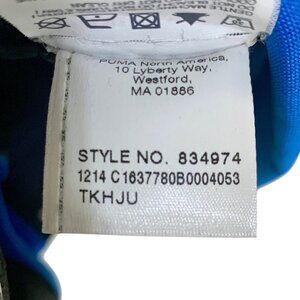 PUMA North America,
10 Lyberty Way,
Westford,
MA 01886
STYLE NO. 834974
1214 C1637780B0004053
TKHJU